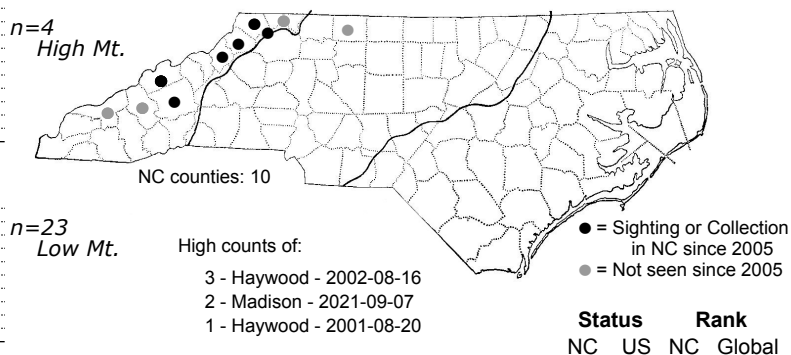 n=4
High Mt.
NC counties: 10
n=23
Low Mt.
High counts of:
3 - Haywood - 2002-08-16
2 - Madison - 2021-09-07
1 - Haywood - 2001-08-20
● = Sighting or Collection
in NC since 2005
● = Not seen since 2005
Status Rank
NC US NC Global